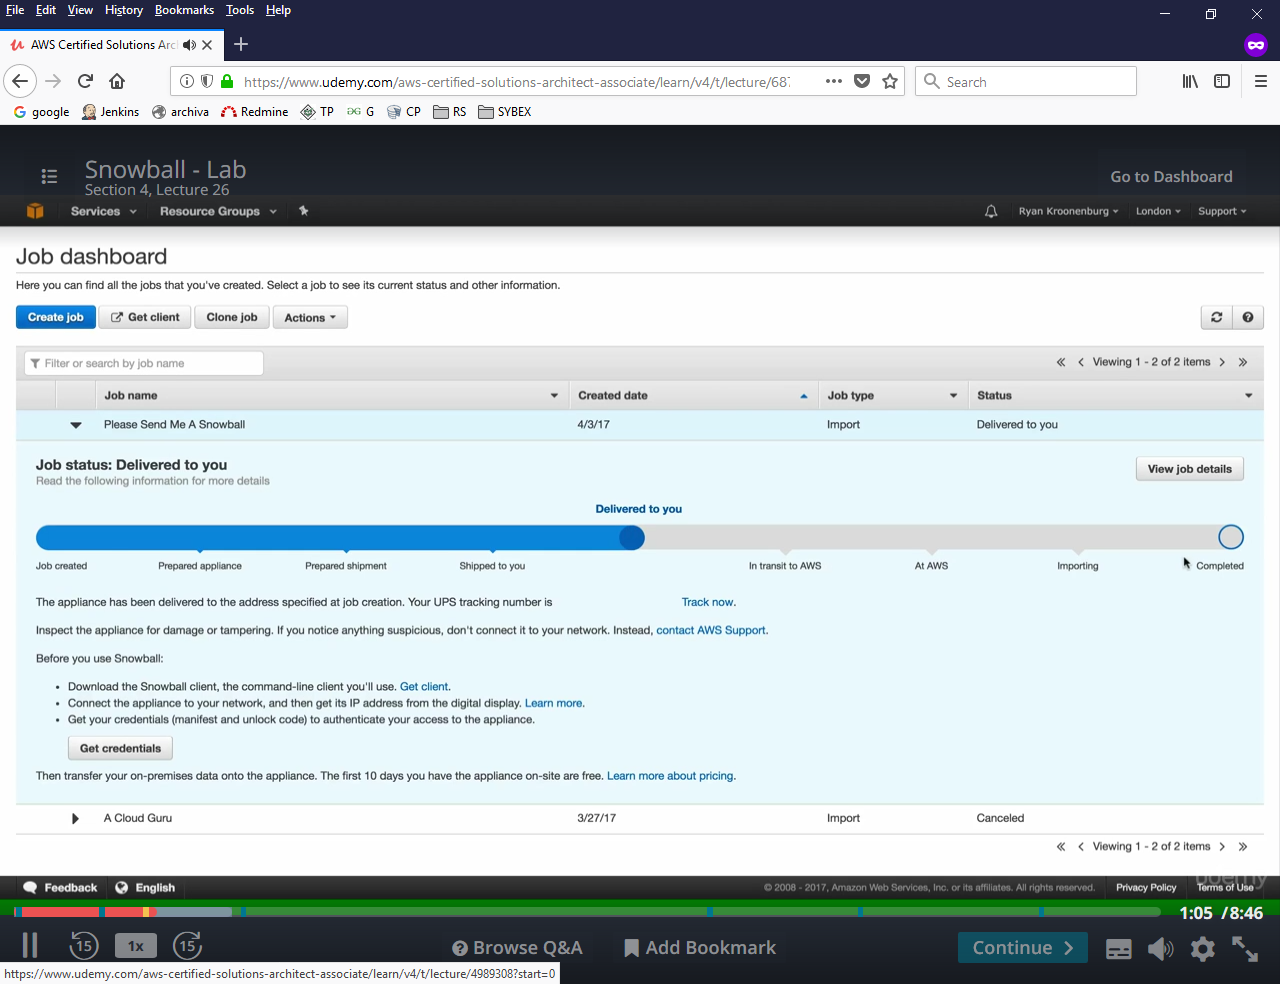 File Edit View History Bookmarks Tools Help
AWS Certified Solutions Arc
https://www.udemy.com/aws-certified-solutions-architect-associate/learn/v4/t/lecture/687 Search
google Jenkins archiva Redmine TP G CP RS SYBEX
Snowball - Lab
Section 4, Lecture 26
Go to Dashboard
Services Resource Groups Ryan Kroonenburg London Support
Job dashboard
Here you can find all the jobs that you've created. Select a job to see its current status and other information.
Create job Get client Clone job Actions
Filter or search by job name Viewing 1 - 2 of 2 items
Job name Created date Job type Status
Please Send Me A Snowball 4/3/17 Import Delivered to you
Job status: Delivered to you
Read the following information for more details
View job details
Delivered to you
Job created Prepared appliance Prepared shipment Shipped to you In transit to AWS At AWS Importing Completed
The appliance has been delivered to the address specified at job creation. Your UPS tracking number is Track now.
Inspect the appliance for damage or tampering. If you notice anything suspicious, don't connect it to your network. Instead, contact AWS Support.
Before you use Snowball:
• Download the Snowball client, the command-line client you'll use. Get client.
• Connect the appliance to your network, and then get its IP address from the digital display. Learn more.
• Get your credentials (manifest and unlock code) to authenticate your access to the appliance.
Get credentials
Then transfer your on-premises data onto the appliance. The first 10 days you have the appliance on-site are free. Learn more about pricing.
A Cloud Guru 3/27/17 Import Canceled
Viewing 1 - 2 of 2 items
udemy
Feedback English © 2008 - 2017, Amazon Web Services, Inc. or its affiliates. All rights reserved. Privacy Policy Terms of Use
1:05 / 8:46
15 1x 15 Browse Q&A Add Bookmark Continue
https://www.udemy.com/aws-certified-solutions-architect-associate/learn/v4/t/lecture/4989308?start=0